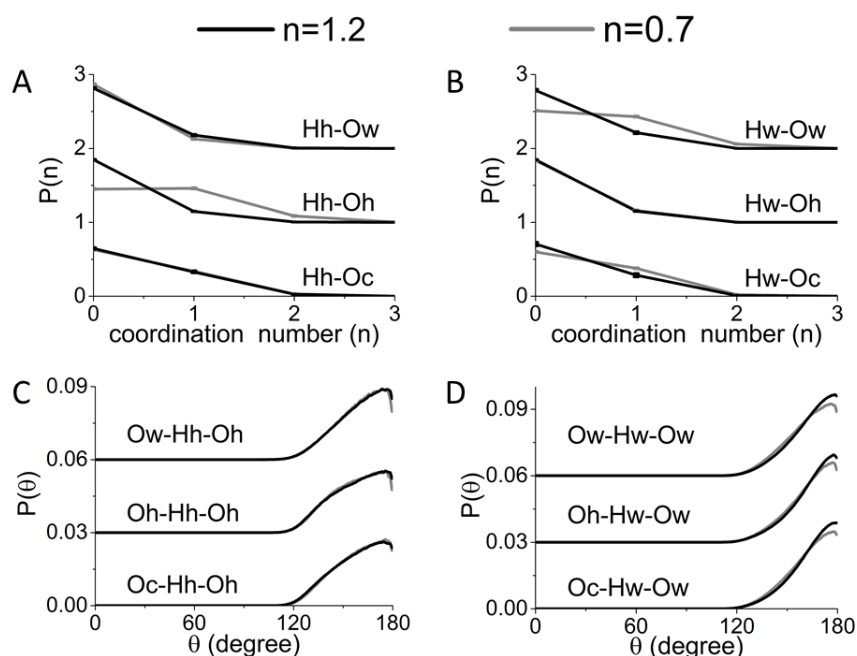 n=1.2 n=0.7
A
3
2
1
0
P(n)
Hh-Ow
Hh-Oh
Hh-Oc
0 1 2 3
coordination number (n)
B
3
2
1
0
P(n)
Hw-Ow
Hw-Oh
Hw-Oc
0 1 2 3
coordination number (n)
C
0.09
0.06
0.03
0.00
P(θ)
Ow-Hh-Oh
Oh-Hh-Oh
Oc-Hh-Oh
0 60 120 180
θ (degree)
D
0.09
0.06
0.03
0.00
P(θ)
Ow-Hw-Ow
Oh-Hw-Ow
Oc-Hw-Ow
0 60 120 180
θ (degree)